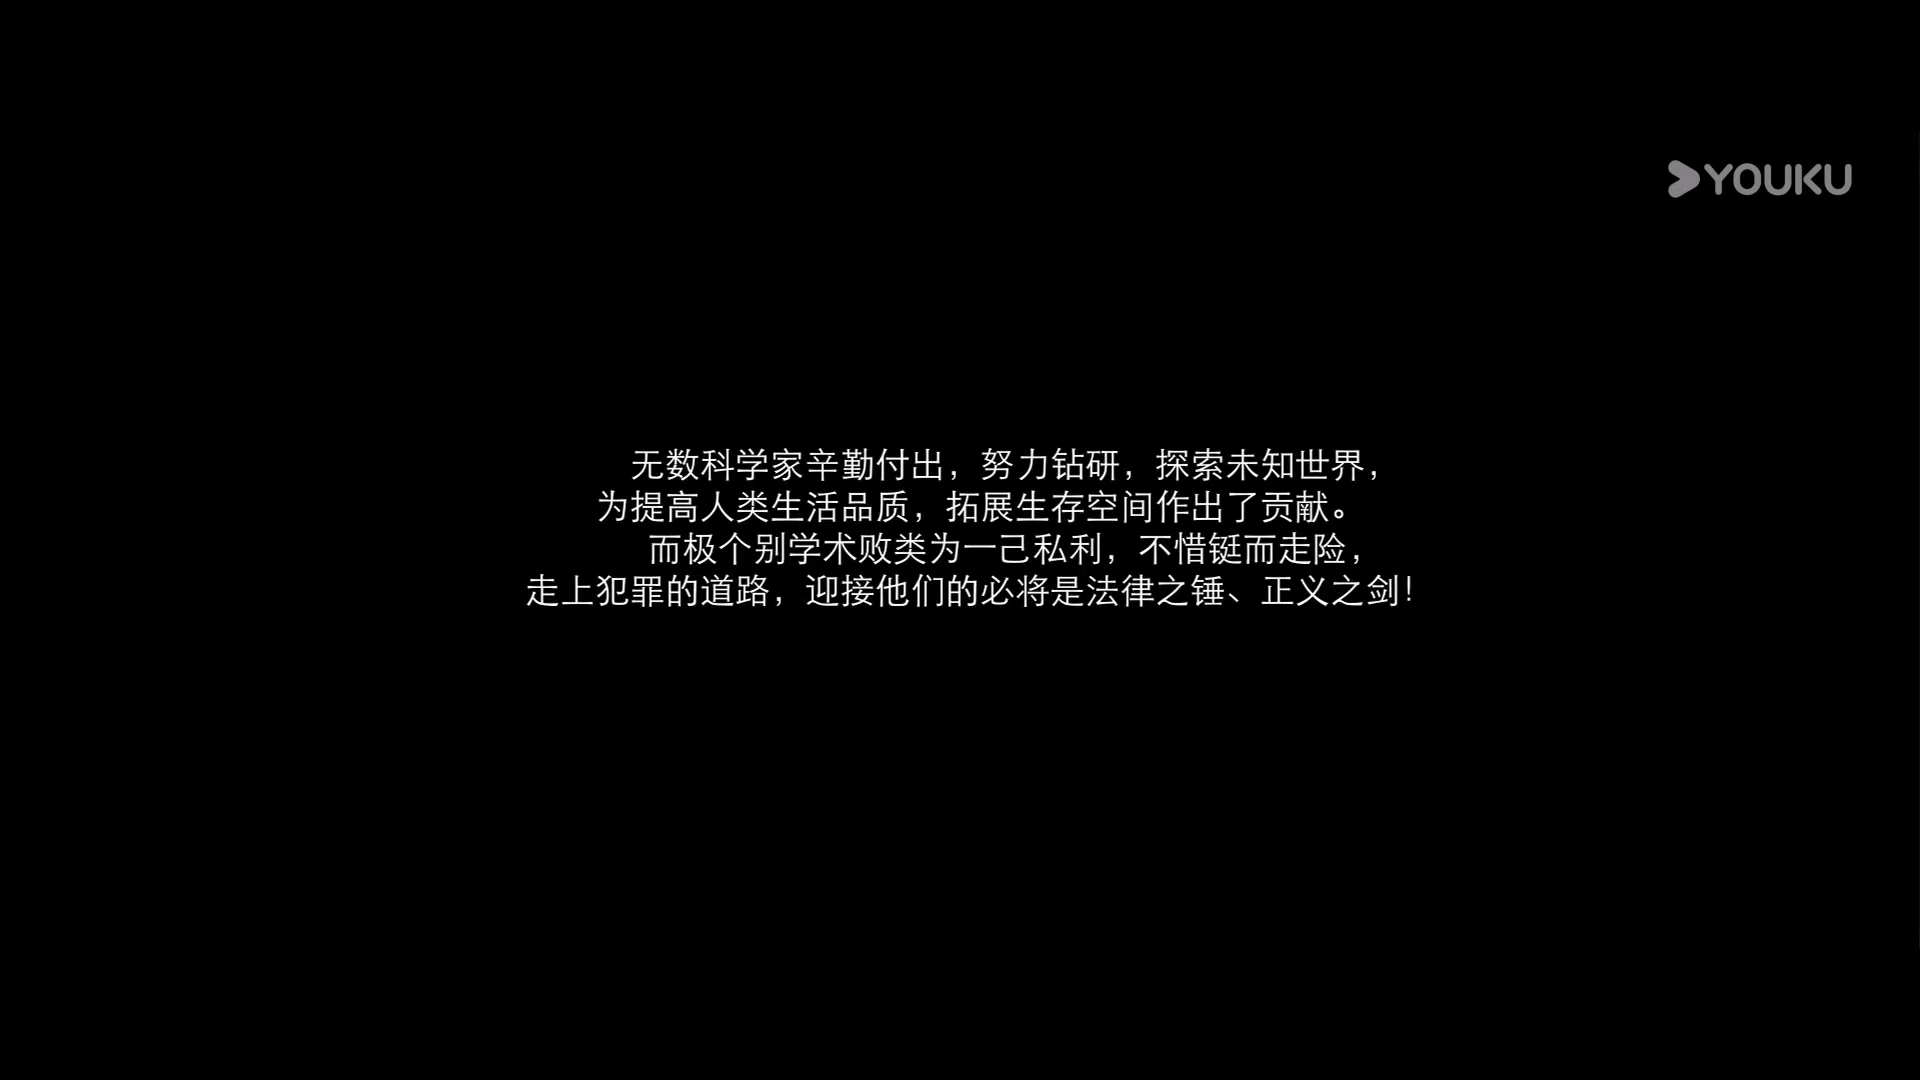 YOUKU
无数科学家辛勤付出，努力钻研，探索未知世界，
为提高人类生活品质，拓展生存空间作出了贡献。
而极个别学术败类为一己私利，不惜铤而走险，
走上犯罪的道路，迎接他们的必将是法律之锤、正义之剑！